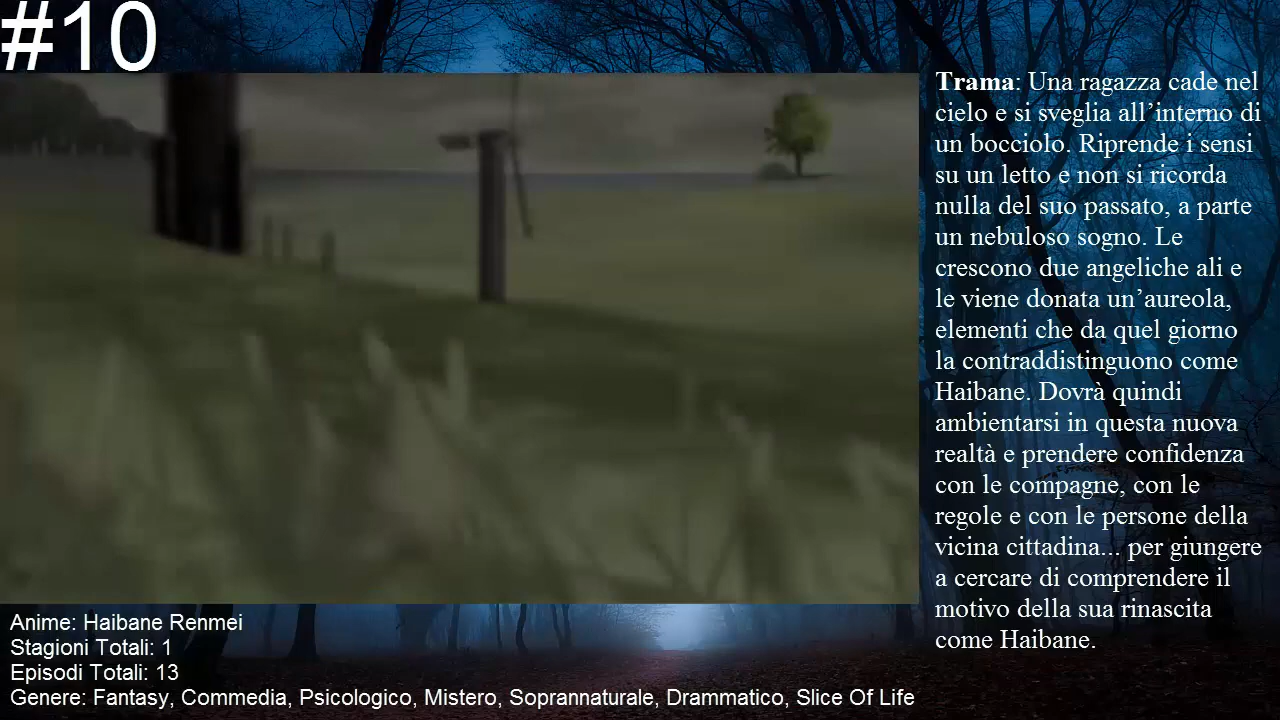 #10
Trama: Una ragazza cade nel
cielo e si sveglia all’interno di
un bocciolo. Riprende i sensi
su un letto e non si ricorda
nulla del suo passato, a parte
un nebuloso sogno. Le
crescono due angeliche ali e
le viene donata un’aureola,
elementi che da quel giorno
la contraddistinguono come
Haibane. Dovrà quindi
ambientarsi in questa nuova
realtà e prendere confidenza
con le compagne, con le
regole e con le persone della
vicina cittadina... per giungere
a cercare di comprendere il
motivo della sua rinascita
come Haibane.
Anime: Haibane Renmei
Stagioni Totali: 1
Episodi Totali: 13
Genere: Fantasy, Commedia, Psicologico, Mistero, Soprannaturale, Drammatico, Slice Of Life